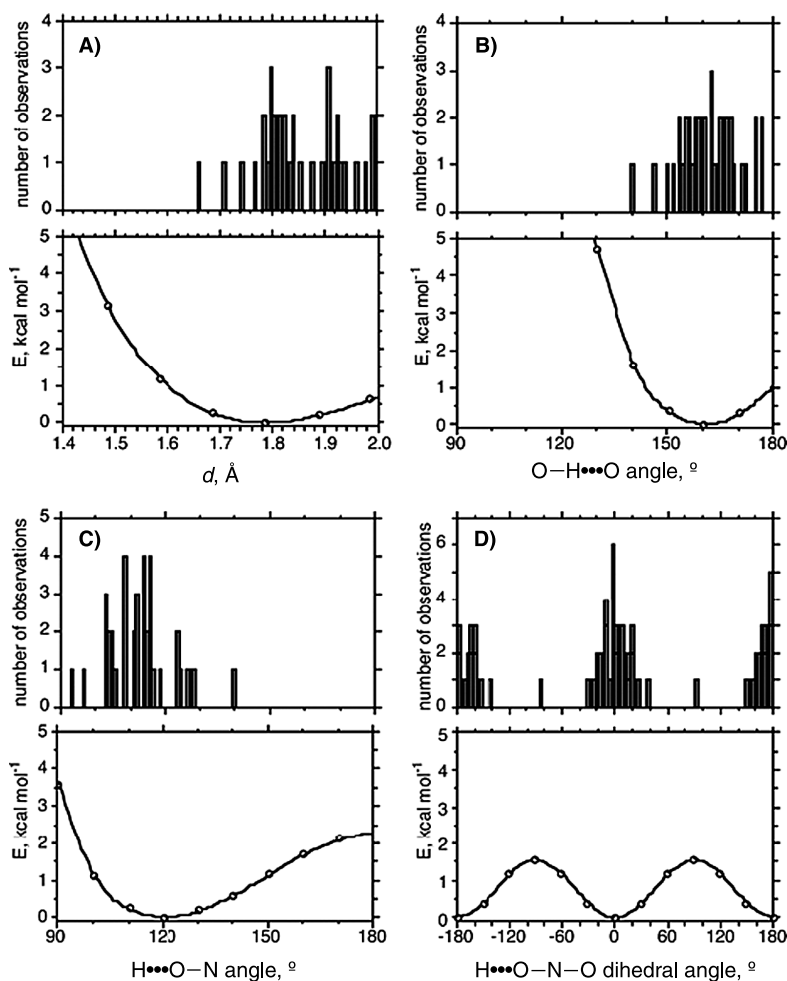 A)
number of observations
4
3
2
1
0
E, kcal mol-1
5
4
3
2
1
0
1.4 1.5 1.6 1.7 1.8 1.9 2.0
d, Å
B)
number of observations
4
3
2
1
0
E, kcal mol-1
5
4
3
2
1
0
90 120 150 180
O—H•••O angle, º
C)
number of observations
5
4
3
2
1
0
E, kcal mol-1
5
4
3
2
1
0
90 120 150 180
H•••O—N angle, º
D)
number of observations
6
4
2
0
E, kcal mol-1
5
4
3
2
1
0
-180 -120 -60 0 60 120 180
H•••O—N—O dihedral angle, º